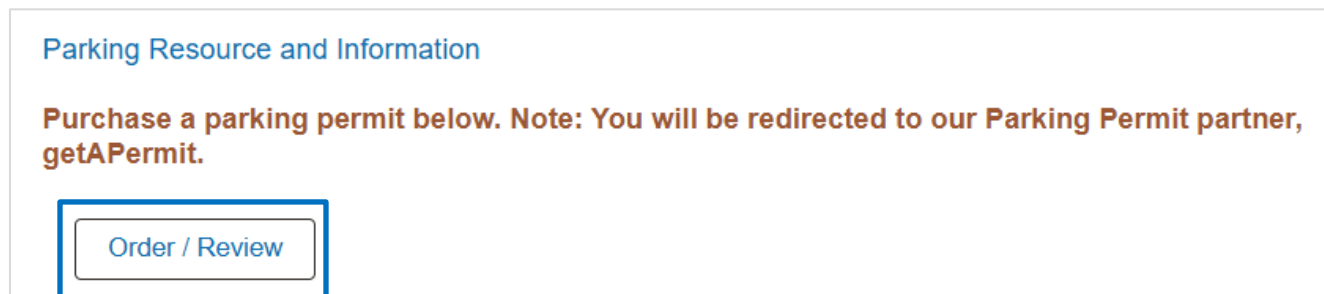 Parking Resource and Information
Purchase a parking permit below. Note: You will be redirected to our Parking Permit partner,
getAPermit.
Order / Review